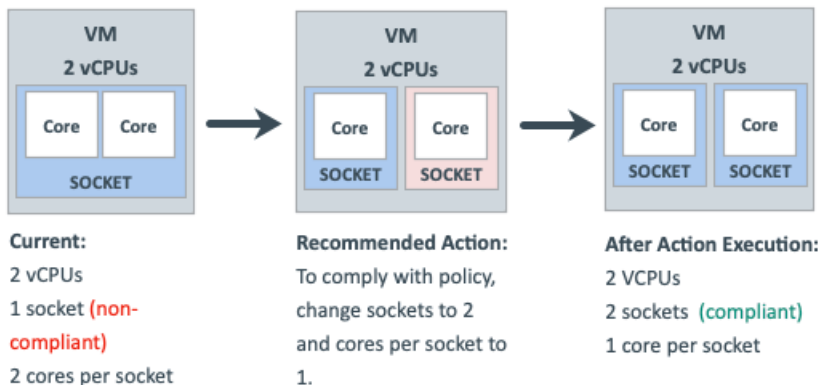 VM
2 vCPUs
Core
Core
SOCKET
Current:
2 vCPUs
1 socket (non-
compliant)
2 cores per socket
VM
2 vCPUs
Core
SOCKET
Core
SOCKET
Recommended Action:
To comply with policy,
change sockets to 2
and cores per socket to
1.
VM
2 vCPUs
Core
SOCKET
Core
SOCKET
After Action Execution:
2 VCPUs
2 sockets (compliant)
1 core per socket